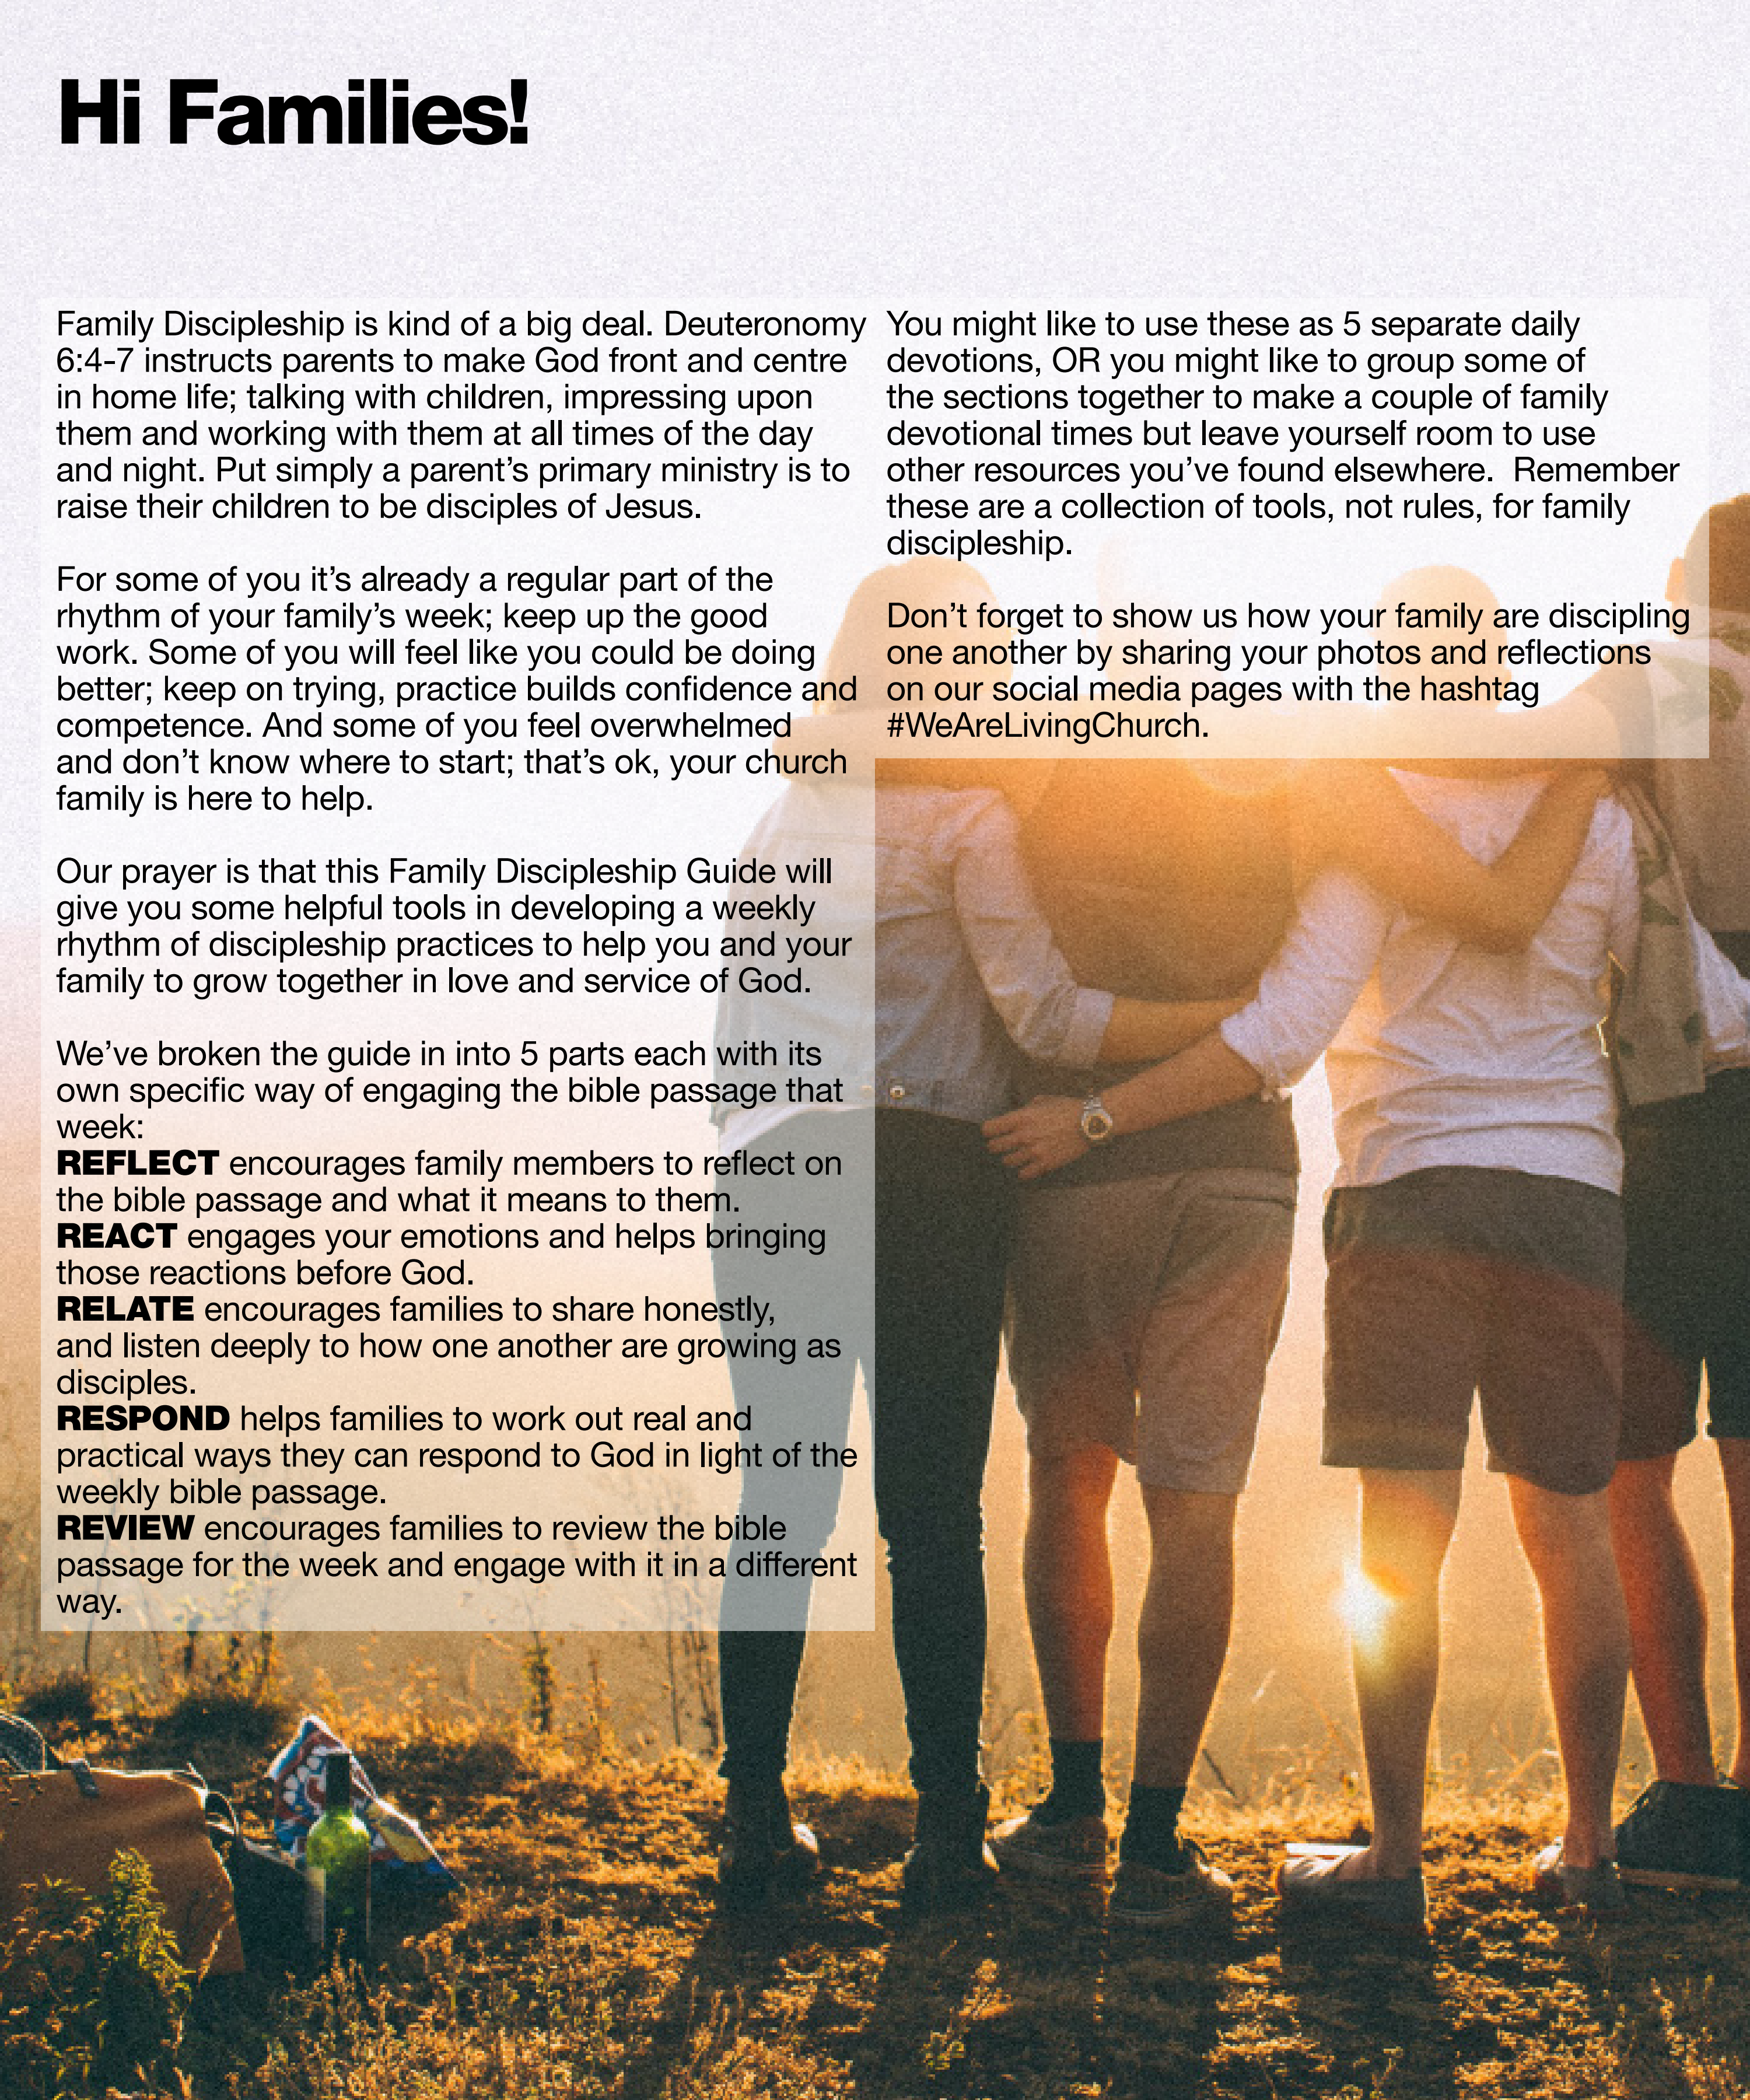 Hi Families!
Family Discipleship is kind of a big deal. Deuteronomy
6:4-7 instructs parents to make God front and centre
in home life; talking with children, impressing upon
them and working with them at all times of the day
and night. Put simply a parent’s primary ministry is to
raise their children to be disciples of Jesus.
For some of you it’s already a regular part of the
rhythm of your family’s week; keep up the good
work. Some of you will feel like you could be doing
better; keep on trying, practice builds confidence and
competence. And some of you feel overwhelmed
and don’t know where to start; that’s ok, your church
family is here to help.
Our prayer is that this Family Discipleship Guide will
give you some helpful tools in developing a weekly
rhythm of discipleship practices to help you and your
family to grow together in love and service of God.
We’ve broken the guide in into 5 parts each with its
own specific way of engaging the bible passage that
week:
REFLECT encourages family members to reflect on
the bible passage and what it means to them.
REACT engages your emotions and helps bringing
those reactions before God.
RELATE encourages families to share honestly,
and listen deeply to how one another are growing as
disciples.
RESPOND helps families to work out real and
practical ways they can respond to God in light of the
weekly bible passage.
REVIEW encourages families to review the bible
passage for the week and engage with it in a different
way.
You might like to use these as 5 separate daily
devotions, OR you might like to group some of
the sections together to make a couple of family
devotional times but leave yourself room to use
other resources you’ve found elsewhere.  Remember
these are a collection of tools, not rules, for family
discipleship.
Don’t forget to show us how your family are discipling
one another by sharing your photos and reflections
on our social media pages with the hashtag
#WeAreLivingChurch.